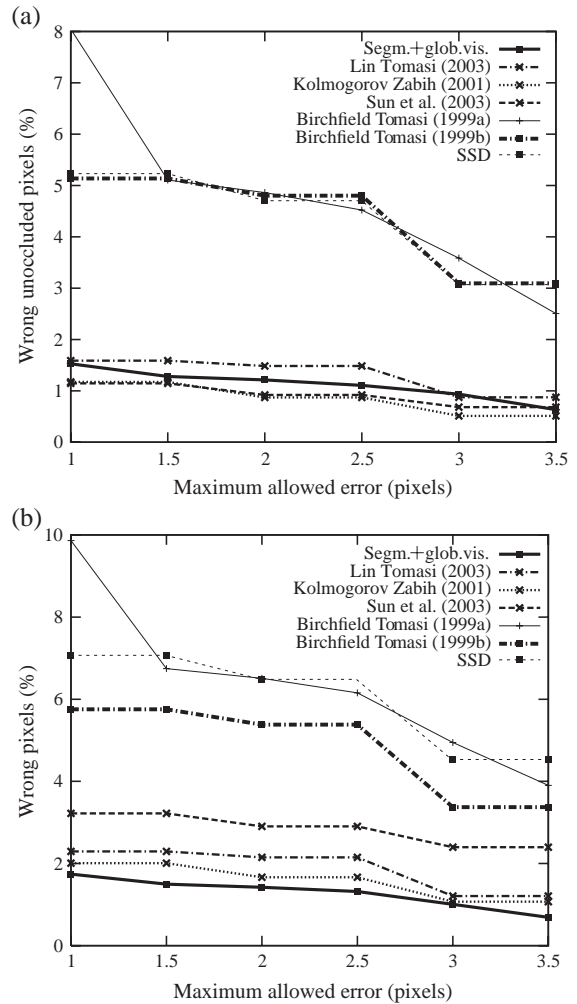 (a)
8
7
6
5
4
3
2
1
0
Wrong unoccluded pixels (%)
Segm.+glob.vis.
Lin Tomasi (2003)
Kolmogorov Zabih (2001)
Sun et al. (2003)
Birchfield Tomasi (1999a)
Birchfield Tomasi (1999b)
SSD
1 1.5 2 2.5 3 3.5
Maximum allowed error (pixels)
(b)
10
8
6
4
2
0
Wrong pixels (%)
Segm.+glob.vis.
Lin Tomasi (2003)
Kolmogorov Zabih (2001)
Sun et al. (2003)
Birchfield Tomasi (1999a)
Birchfield Tomasi (1999b)
SSD
1 1.5 2 2.5 3 3.5
Maximum allowed error (pixels)